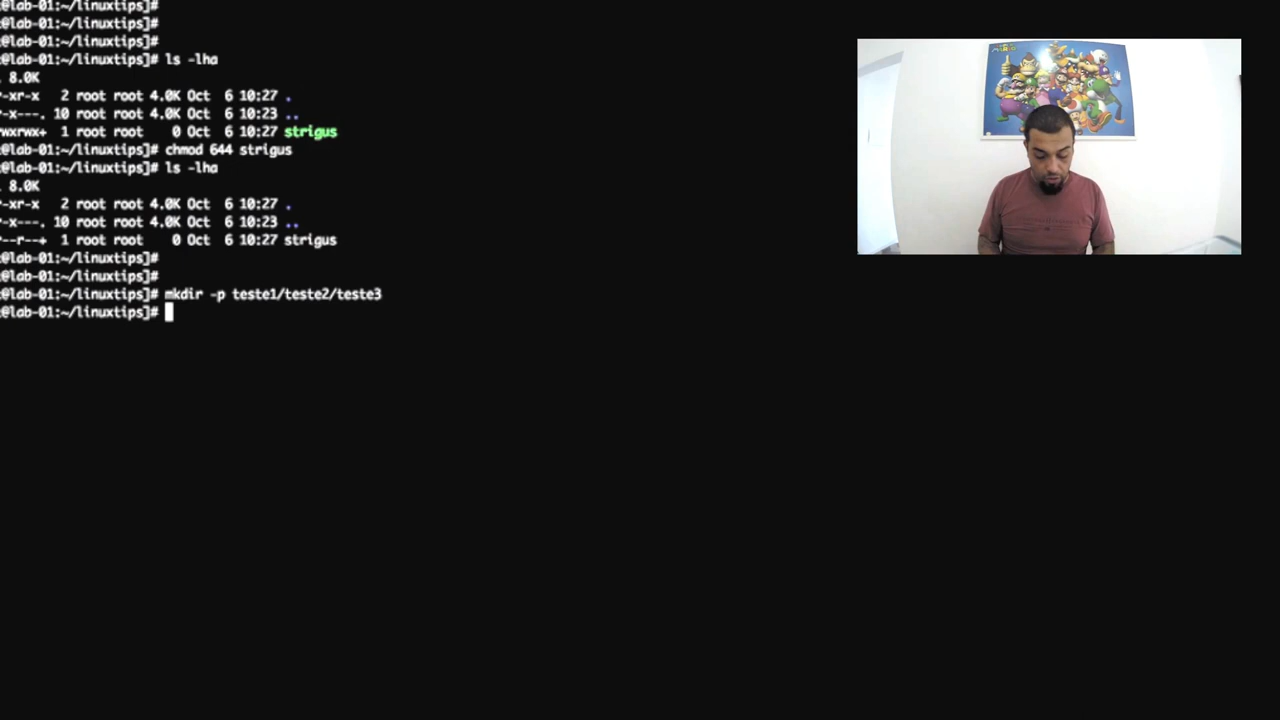 @lab-01:~/linuxtips]#
@lab-01:~/linuxtips]#
@lab-01:~/linuxtips]#
@lab-01:~/linuxtips]# ls -lha
8.0K
-xr-x 2 root root 4.0K Oct 6 10:27 .
-x---. 10 root root 4.0K Oct 6 10:23 ..
wxrwx+ 1 root root 0 Oct 6 10:27 strigus
@lab-01:~/linuxtips]# chmod 644 strigus
@lab-01:~/linuxtips]# ls -lha
8.0K
-xr-x 2 root root 4.0K Oct 6 10:27 .
-x---. 10 root root 4.0K Oct 6 10:23 ..
--r--+ 1 root root 0 Oct 6 10:27 strigus
@lab-01:~/linuxtips]#
@lab-01:~/linuxtips]#
@lab-01:~/linuxtips]# mkdir -p teste1/teste2/teste3
@lab-01:~/linuxtips]#